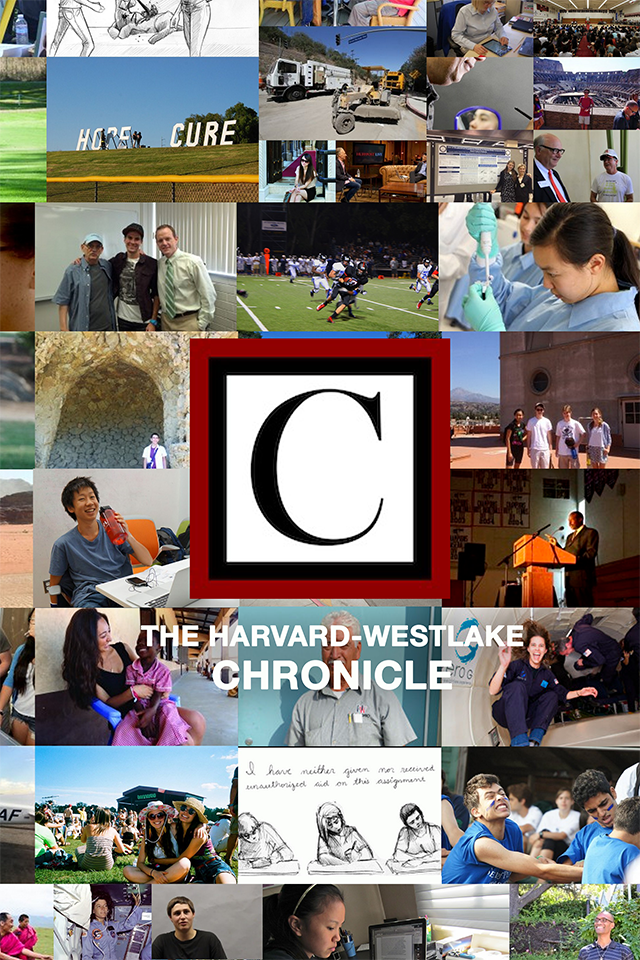 HOPE CURE
C
THE HARVARD-WESTLAKE
CHRONICLE
I have neither given nor received
unauthorized aid on this assignment